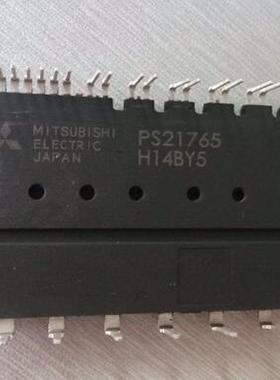 MITSUBISHI
ELECTRIC
JAPAN
PS21765
H14BY5